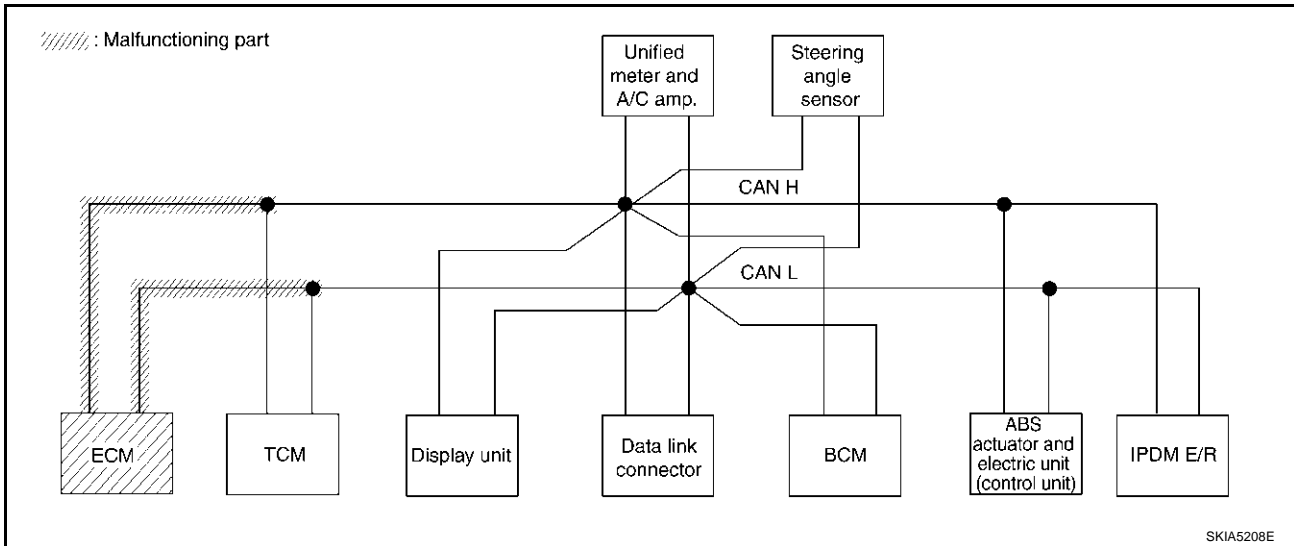 : Malfunctioning part
Unified
meter and
A/C amp.
Steering
angle
sensor
CAN H
CAN L
ECM
TCM
Display unit
Data link
connector
BCM
ABS
actuator and
electric unit
(control unit)
IPDM E/R
SKIA5208E